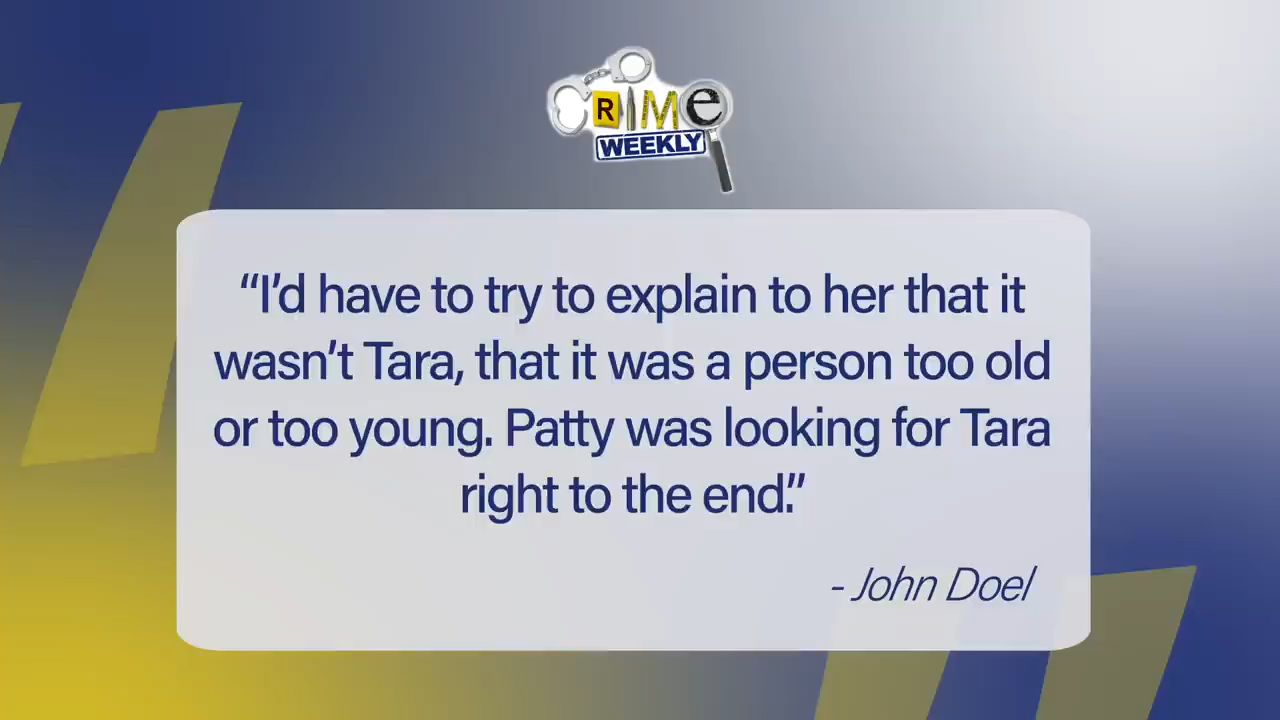 CRIME
WEEKLY
“I’d have to try to explain to her that it
wasn’t Tara, that it was a person too old
or too young. Patty was looking for Tara
right to the end.”
- John Doel